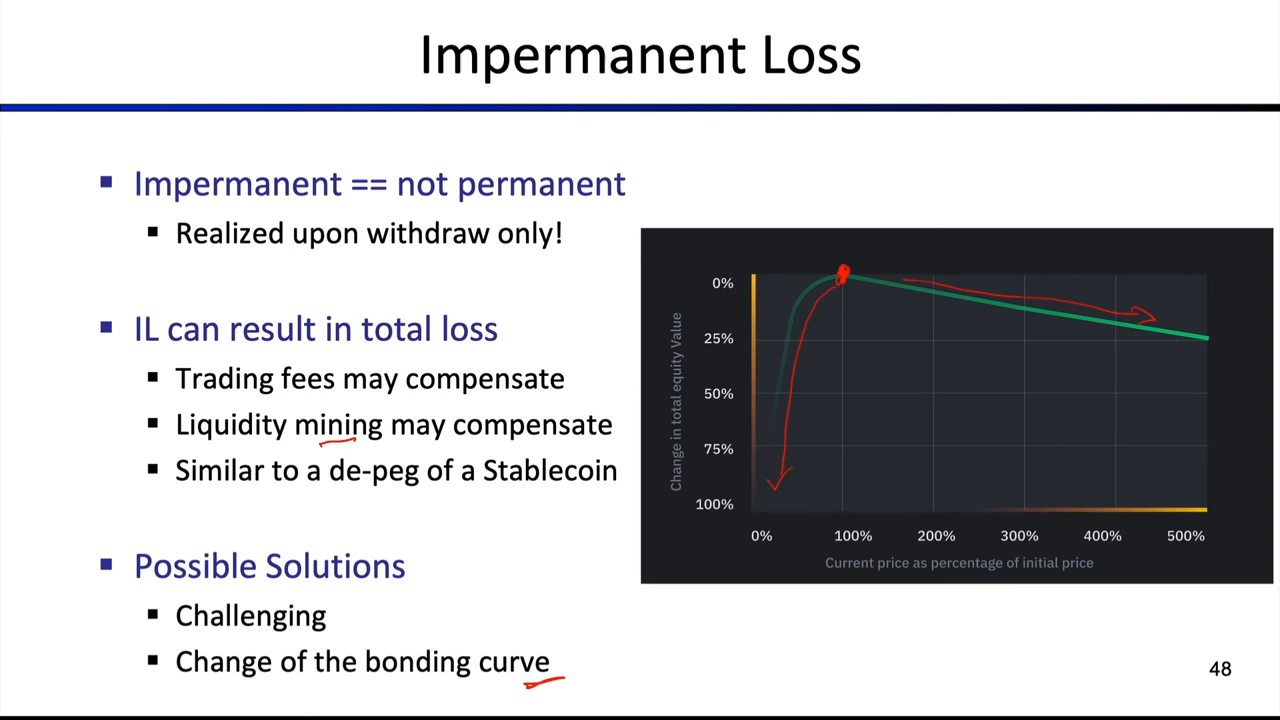 Impermanent Loss
Impermanent == not permanent
Realized upon withdraw only!
IL can result in total loss
Trading fees may compensate
Liquidity mining may compensate
Similar to a de-peg of a Stablecoin
Possible Solutions
Challenging
Change of the bonding curve
Change in total equity Value
0%
25%
50%
75%
100%
0% 100% 200% 300% 400% 500%
Current price as percentage of initial price
48